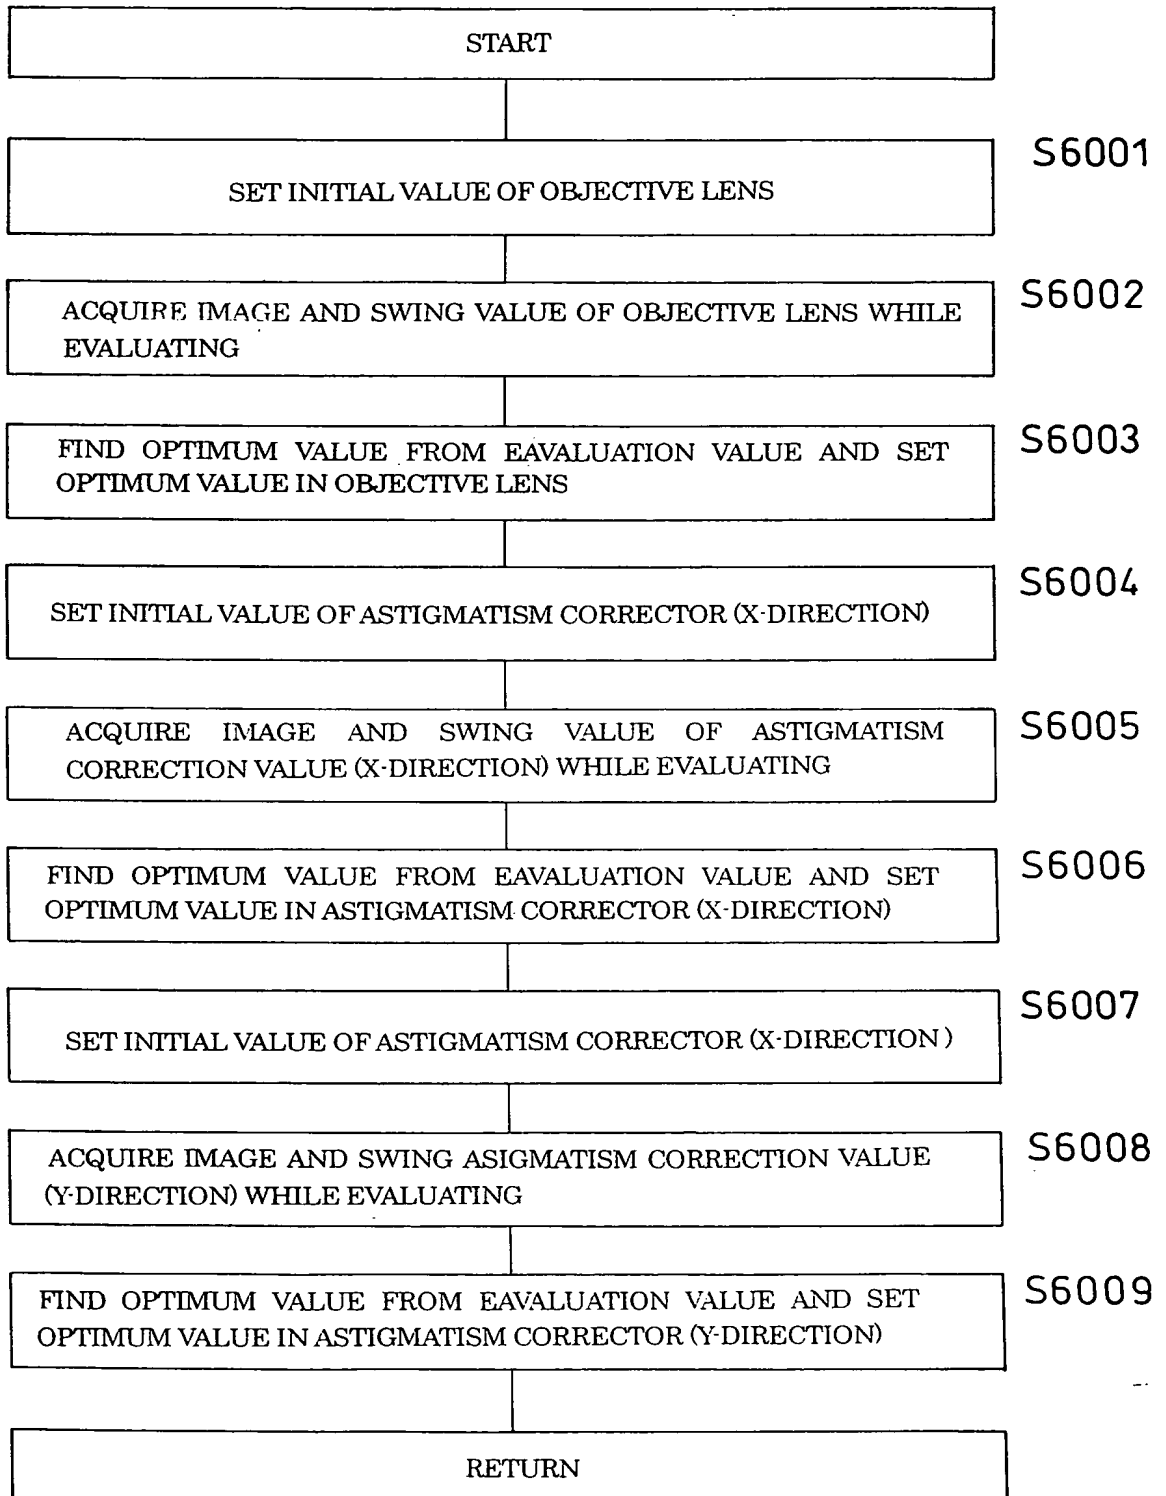 START
S6001
SET INITIAL VALUE OF OBJECTIVE LENS
S6002
ACQUIRE IMAGE AND SWING VALUE OF OBJECTIVE LENS WHILE
EVALUATING
S6003
FIND OPTIMUM VALUE FROM EAVALUATION VALUE AND SET
OPTIMUM VALUE IN OBJECTIVE LENS
S6004
SET INITIAL VALUE OF ASTIGMATISM CORRECTOR (X-DIRECTION)
S6005
ACQUIRE IMAGE AND SWING VALUE OF ASTIGMATISM
CORRECTION VALUE (X-DIRECTION) WHILE EVALUATING
S6006
FIND OPTIMUM VALUE FROM EAVALUATION VALUE AND SET
OPTIMUM VALUE IN ASTIGMATISM CORRECTOR (X-DIRECTION)
S6007
SET INITIAL VALUE OF ASTIGMATISM CORRECTOR (X-DIRECTION )
S6008
ACQUIRE IMAGE AND SWING ASIGMATISM CORRECTION VALUE
(Y-DIRECTION) WHILE EVALUATING
S6009
FIND OPTIMUM VALUE FROM EAVALUATION VALUE AND SET
OPTIMUM VALUE IN ASTIGMATISM CORRECTOR (Y-DIRECTION)
RETURN